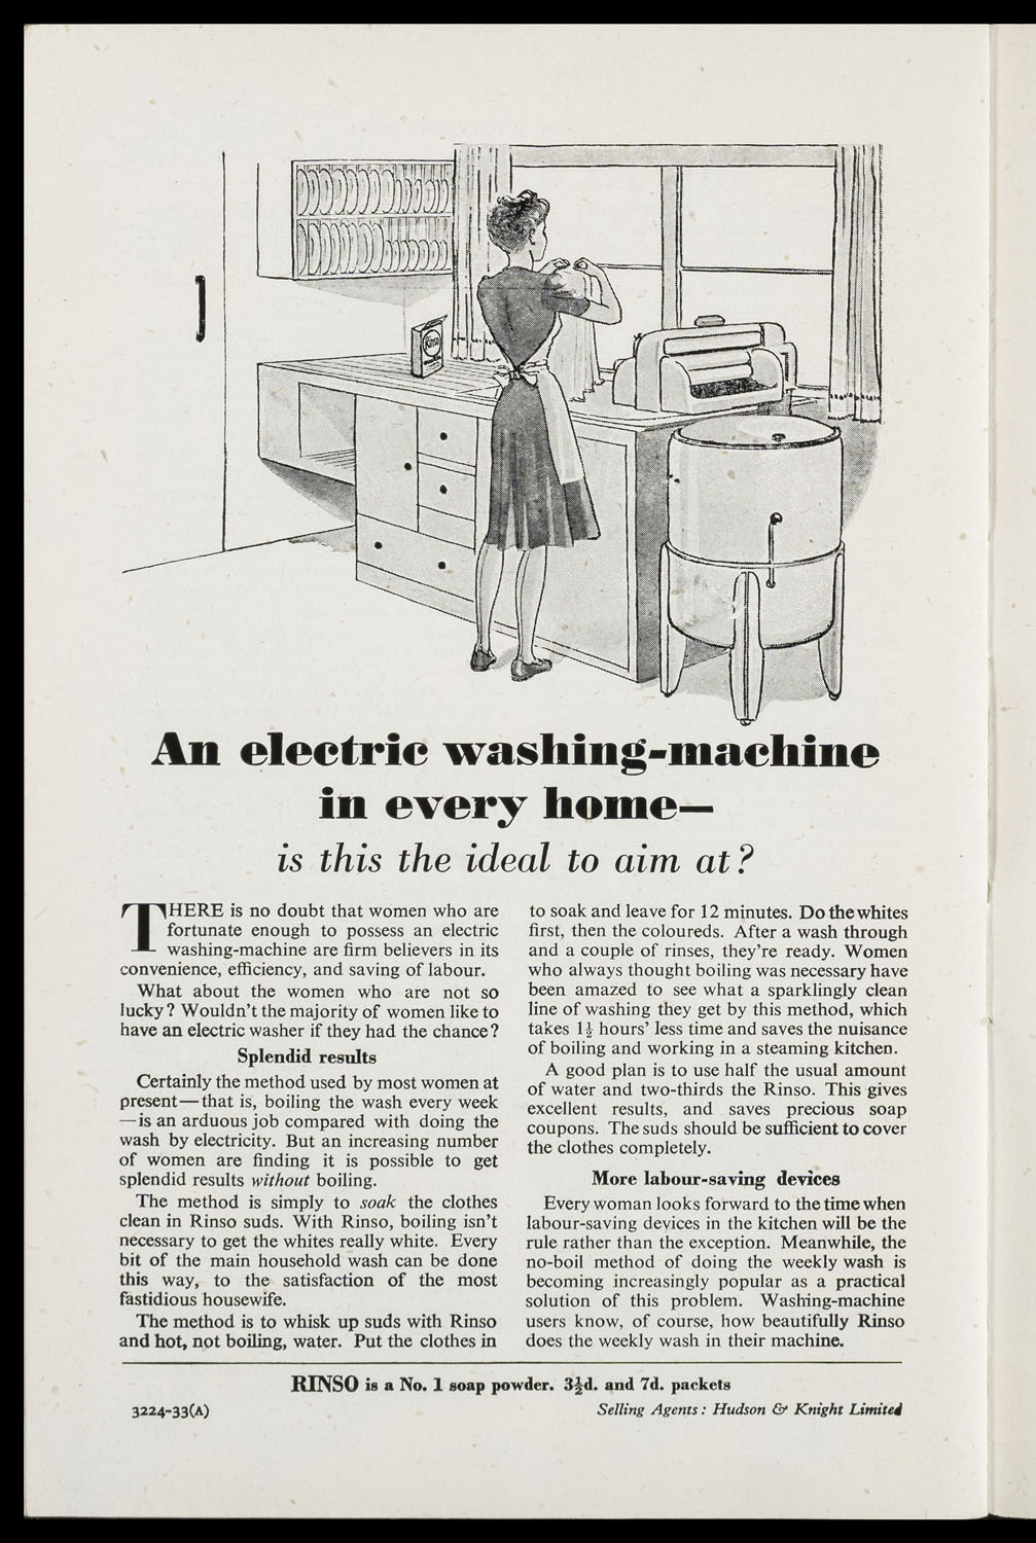 Rinso
An electric washing-machine
in every home—
is this the ideal to aim at?
THERE is no doubt that women who are
fortunate enough to possess an electric
washing-machine are firm believers in its
convenience, efficiency, and saving of labour.
What about the women who are not so
lucky? Wouldn't the majority of women like to
have an electric washer if they had the chance?
Splendid results
Certainly the method used by most women at
present—that is, boiling the wash every week
—is an arduous job compared with doing the
wash by electricity. But an increasing number
of women are finding it is possible to get
splendid results without boiling.
The method is simply to soak the clothes
clean in Rinso suds. With Rinso, boiling isn't
necessary to get the whites really white. Every
bit of the main household wash can be done
this way, to the satisfaction of the most
fastidious housewife.
The method is to whisk up suds with Rinso
and hot, not boiling, water. Put the clothes in
to soak and leave for 12 minutes. Do the whites
first, then the coloureds. After a wash through
and a couple of rinses, they're ready. Women
who always thought boiling was necessary have
been amazed to see what a sparklingly clean
line of washing they get by this method, which
takes 1½ hours' less time and saves the nuisance
of boiling and working in a steaming kitchen.
A good plan is to use half the usual amount
of water and two-thirds the Rinso. This gives
excellent results, and saves precious soap
coupons. The suds should be sufficient to cover
the clothes completely.
More labour-saving devices
Every woman looks forward to the time when
labour-saving devices in the kitchen will be the
rule rather than the exception. Meanwhile, the
no-boil method of doing the weekly wash is
becoming increasingly popular as a practical
solution of this problem. Washing-machine
users know, of course, how beautifully Rinso
does the weekly wash in their machine.
RINSO is a No. 1 soap powder. 3½d. and 7d. packets
3224-33(A)
Selling Agents: Hudson & Knight Limited